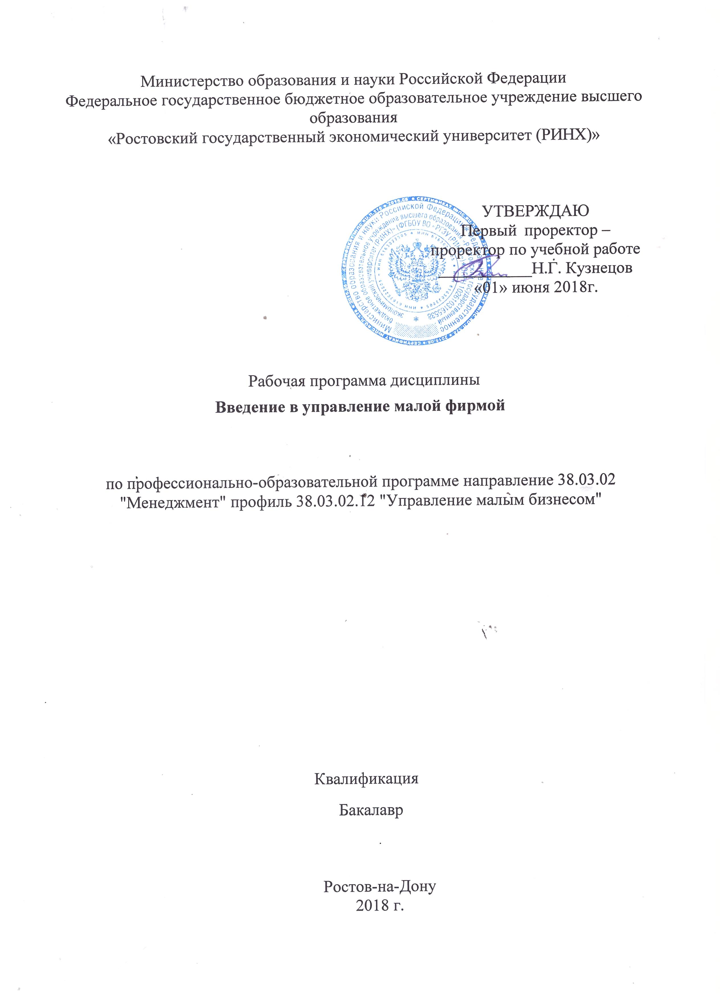 Министерство образования и науки Российской Федерации
Федеральное государственное бюджетное образовательное учреждение высшего
образования
«Ростовский государственный экономический университет (РИНХ)»
УТВЕРЖДАЮ
Первый проректор –
проректор по учебной работе
Н.Г. Кузнецов
«01» июня 2018г.
Рабочая программа дисциплины
Введение в управление малой фирмой
по профессионально-образовательной программе направление 38.03.02
"Менеджмент" профиль 38.03.02.12 "Управление малым бизнесом"
Квалификация
Бакалавр
Ростов-на-Дону
2018 г.